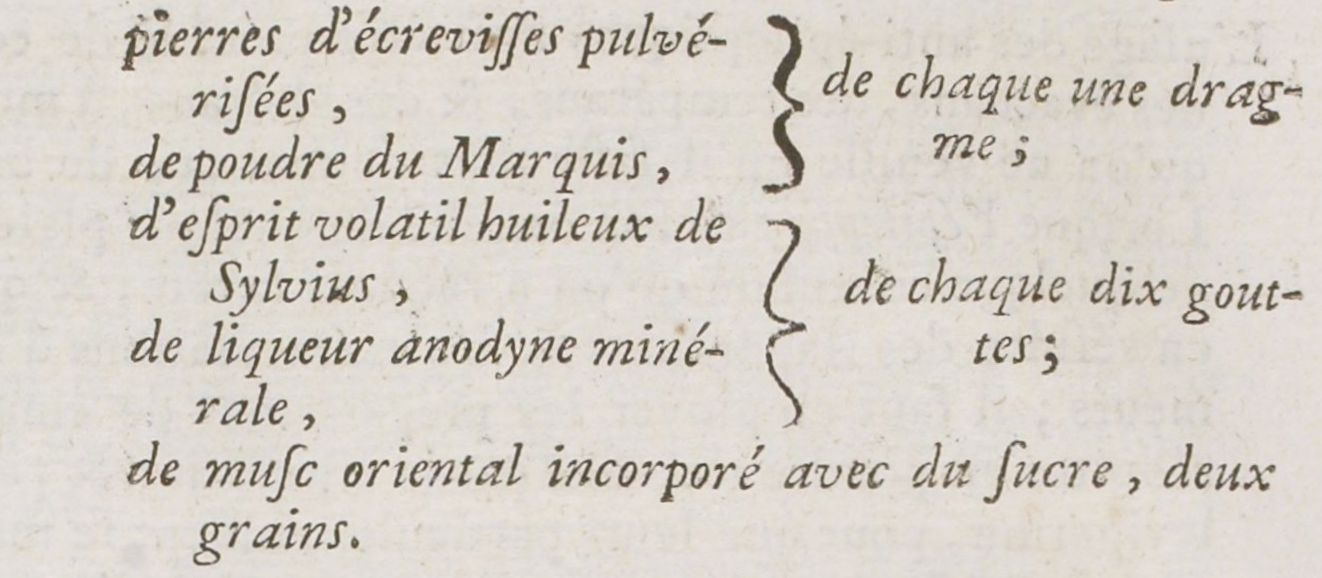 pierres d'écreviſſes pulvé-
riſées,
de poudre du Marquis,
de chaque une drag-
me ;
d'eſprit volatil huileux de
Sylvius,
de liqueur anodyne miné-
rale,
de chaque dix gout-
tes ;
de muſc oriental incorporé avec du ſucre, deux
grains.